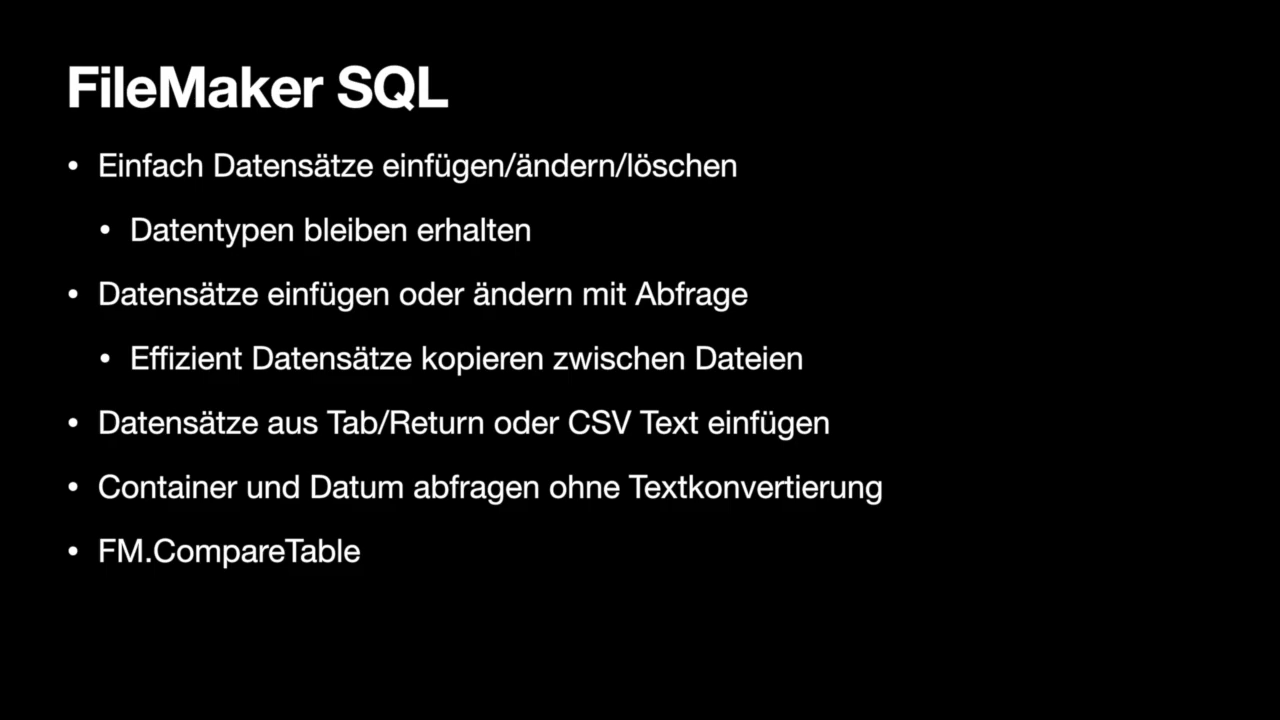 FileMaker SQL
• Einfach Datensätze einfügen/ändern/löschen
• Datentypen bleiben erhalten
• Datensätze einfügen oder ändern mit Abfrage
• Effizient Datensätze kopieren zwischen Dateien
• Datensätze aus Tab/Return oder CSV Text einfügen
• Container und Datum abfragen ohne Textkonvertierung
• FM.CompareTable